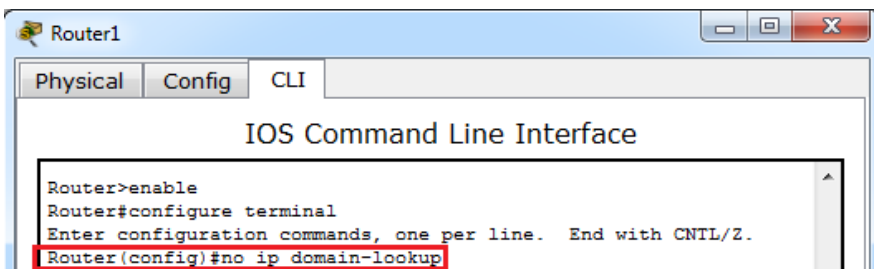 Router1
Physical Config CLI
IOS Command Line Interface
Router>enable
Router#configure terminal
Enter configuration commands, one per line.  End with CNTL/Z.
Router(config)#no ip domain-lookup